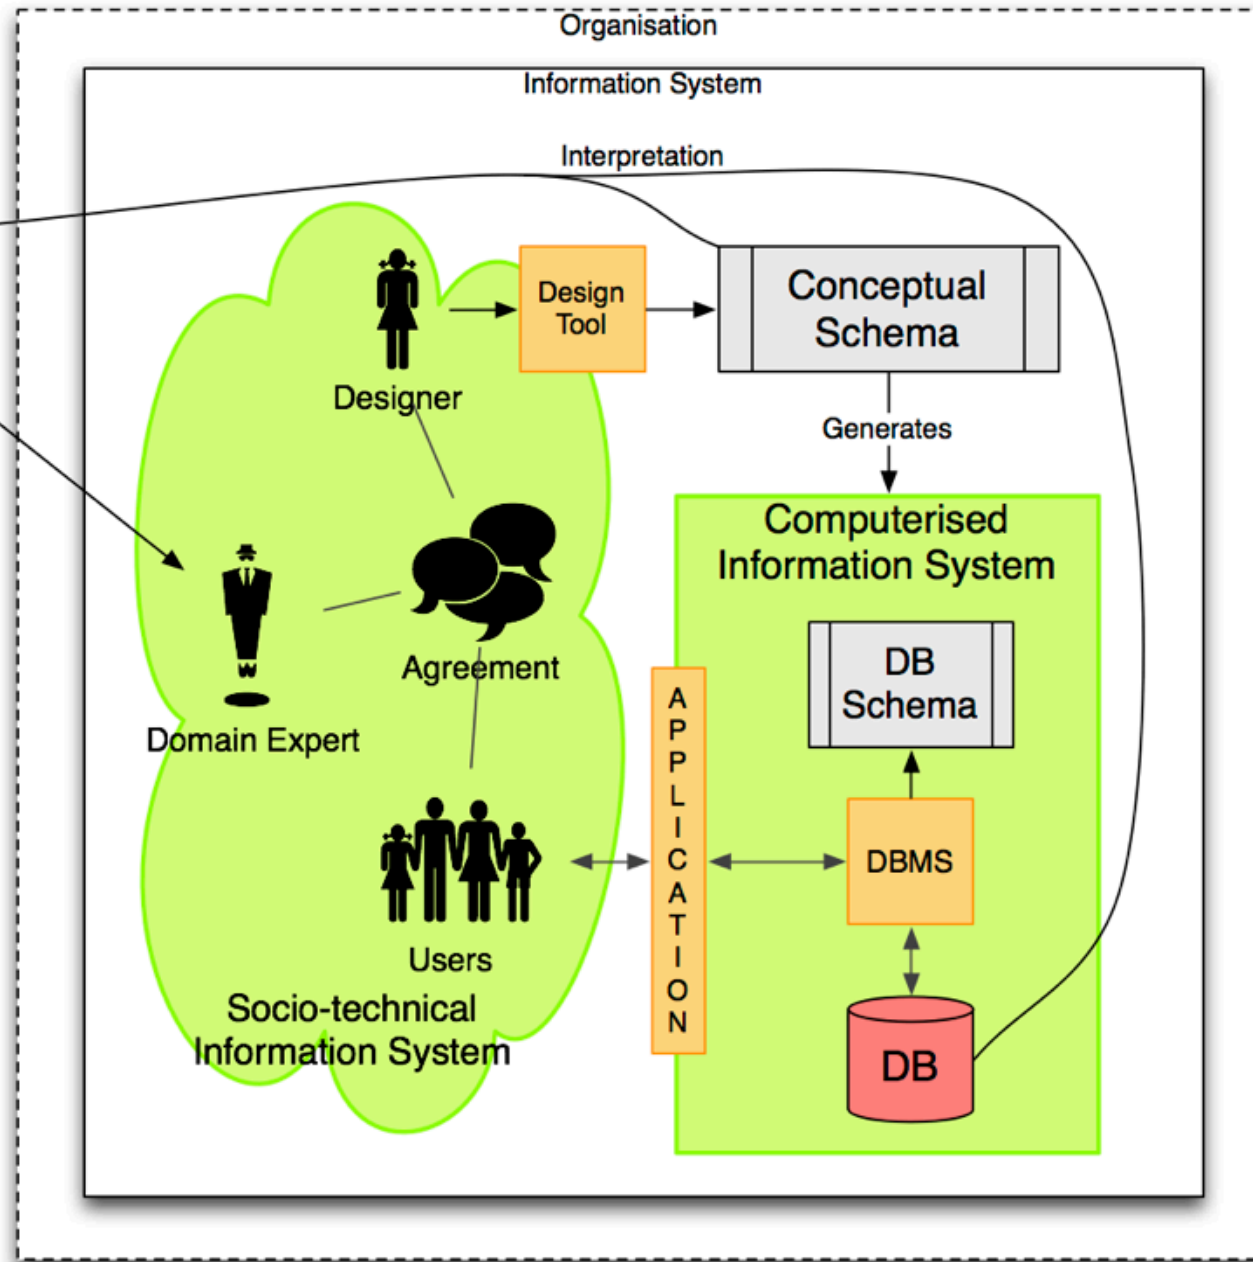 Organisation
Information System
Interpretation
Design
Tool
Conceptual
Schema
Designer
Generates
Computerised
Information System
DB
Schema
Agreement
APPLICATION
Domain Expert
DBMS
Users
Socio-technical
Information System
DB